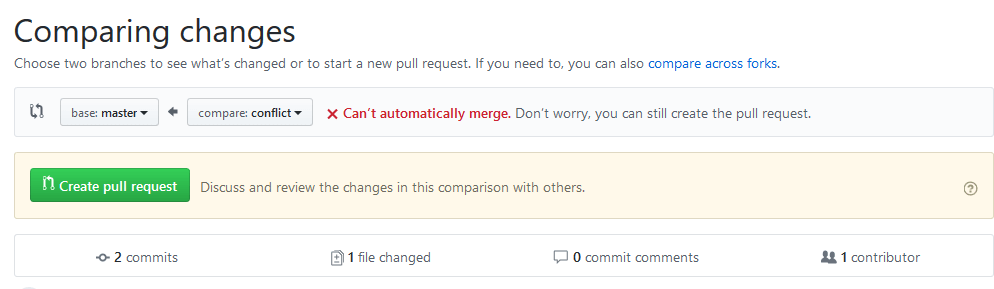 Comparing changes
Choose two branches to see what's changed or to start a new pull request. If you need to, you can also compare across forks.
base: master compare: conflict Can't automatically merge. Don't worry, you can still create the pull request.
Create pull request Discuss and review the changes in this comparison with others.
2 commits 1 file changed 0 commit comments 1 contributor